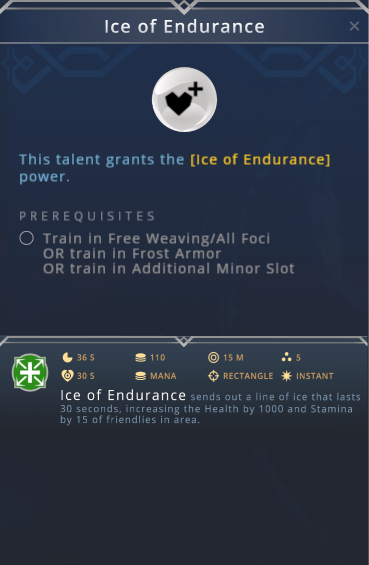 Ice of Endurance
This talent grants the [Ice of Endurance]
power.
PREREQUISITES
Train in Free Weaving/All Foci
OR train in Frost Armor
OR train in Additional Minor Slot
36 S 110 15 M 5
30 S MANA RECTANGLE INSTANT
Ice of Endurance sends out a line of ice that lasts
30 seconds, increasing the Health by 1000 and Stamina
by 15 of friendlies in area.